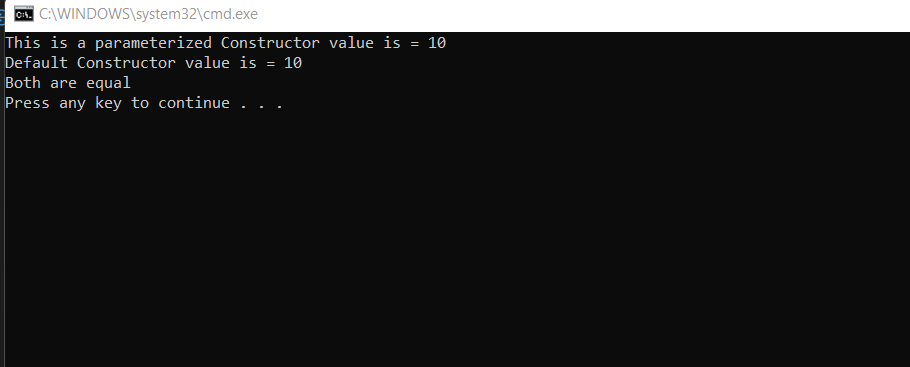 C:\WINDOWS\system32\cmd.exe
This is a parameterized Constructor value is = 10
Default Constructor value is = 10
Both are equal
Press any key to continue . . .